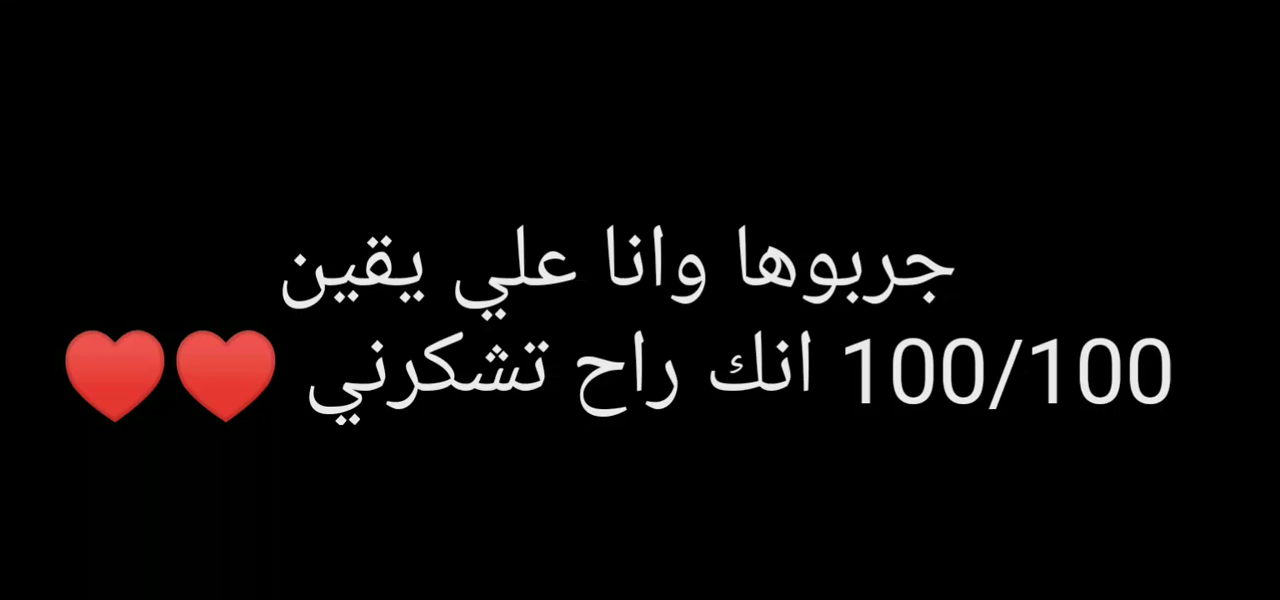 جربوها وانا علي يقين
100/100 انك راح تشكرني ♥️♥️